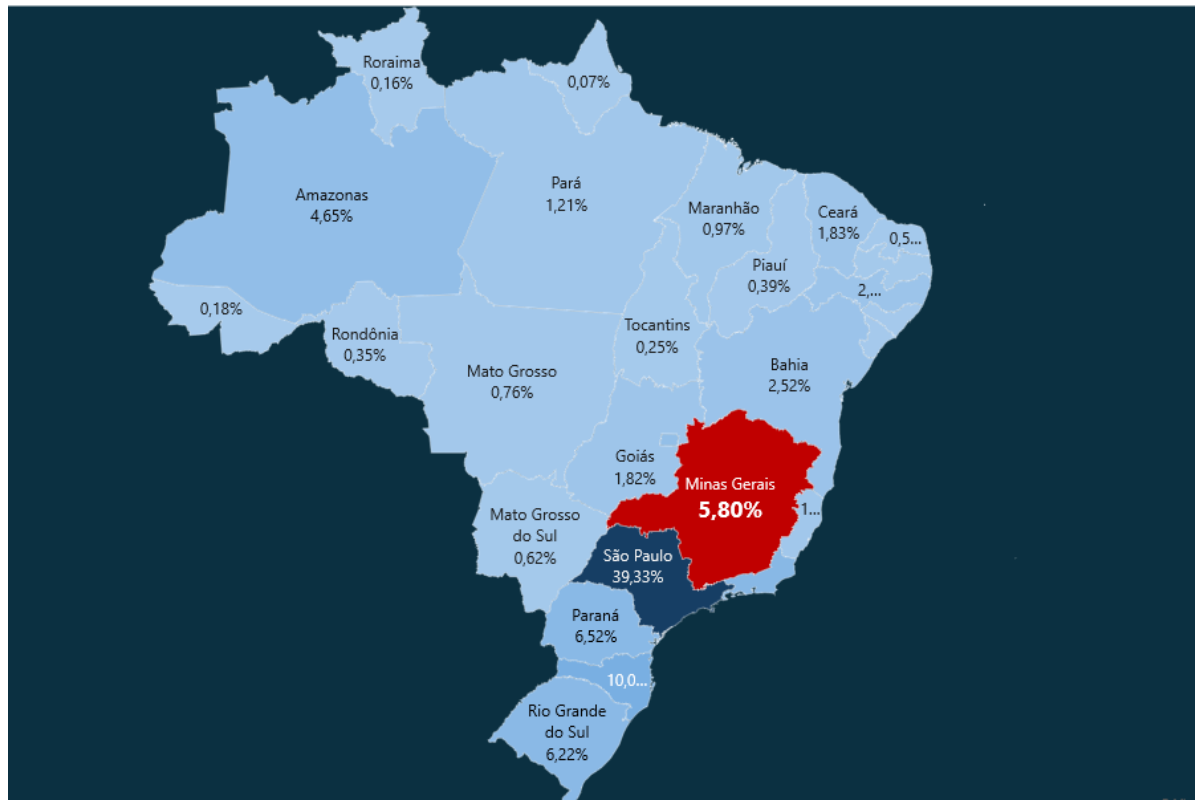 Roraima
0,16%
0,07%
Amazonas
4,65%
Pará
1,21%
Maranhão
0,97%
Ceará
1,83%
0,5...
Piauí
0,39%
2,...
0,18%
Rondônia
0,35%
Tocantins
0,25%
Mato Grosso
0,76%
Bahia
2,52%
Goiás
1,82%
Minas Gerais
5,80%
1...
Mato Grosso
do Sul
0,62%
São Paulo
39,33%
Paraná
6,52%
10,0...
Rio Grande
do Sul
6,22%